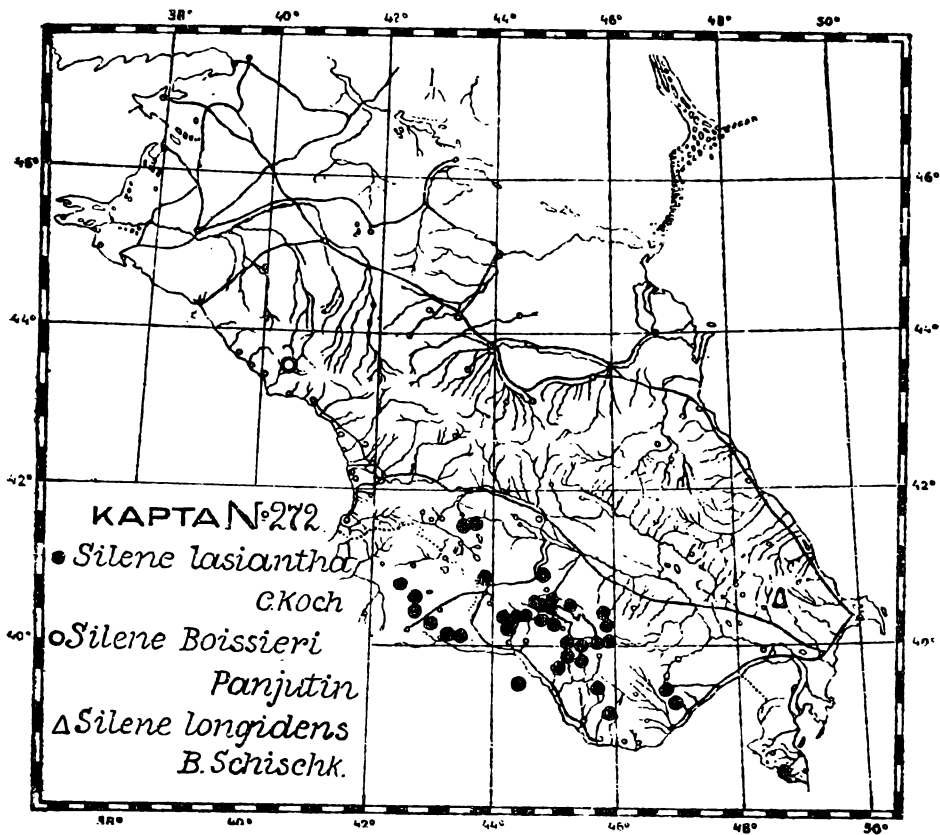 38° 40° 42° 44° 46° 48° 50°
46° 46°
44° 44°
42° 42°
КАРТА №272
Silene lasiantha
C.Koch
40° 40°
Silene Boissieri
Panjutin
Silene longidens
B.Schischk.
38° 40° 42° 44° 46° 48° 50°